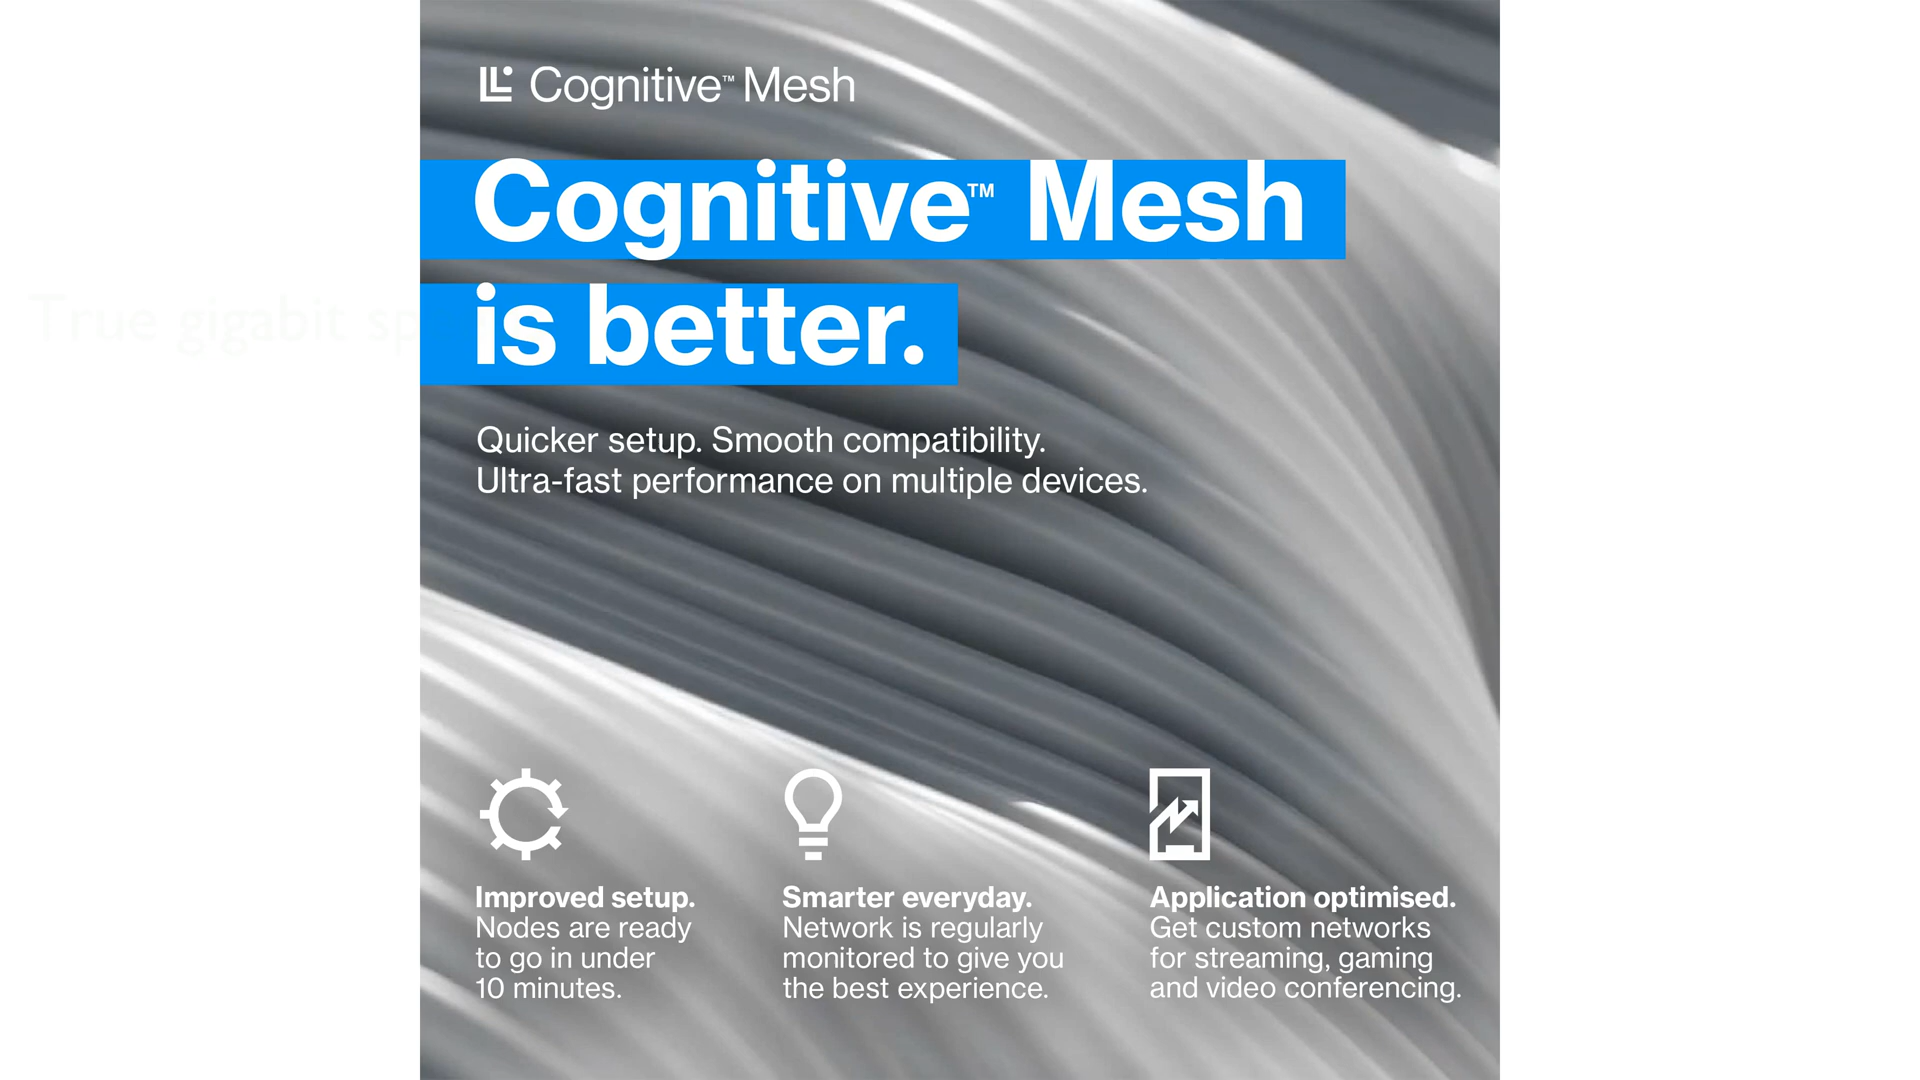 Cognitive™ Mesh
Cognitive™ Mesh
is better.
True gigabit
Quicker setup. Smooth compatibility.
Ultra-fast performance on multiple devices.
Improved setup.
Nodes are ready
to go in under
10 minutes.
Smarter everyday.
Network is regularly
monitored to give you
the best experience.
Application optimised.
Get custom networks
for streaming, gaming
and video conferencing.